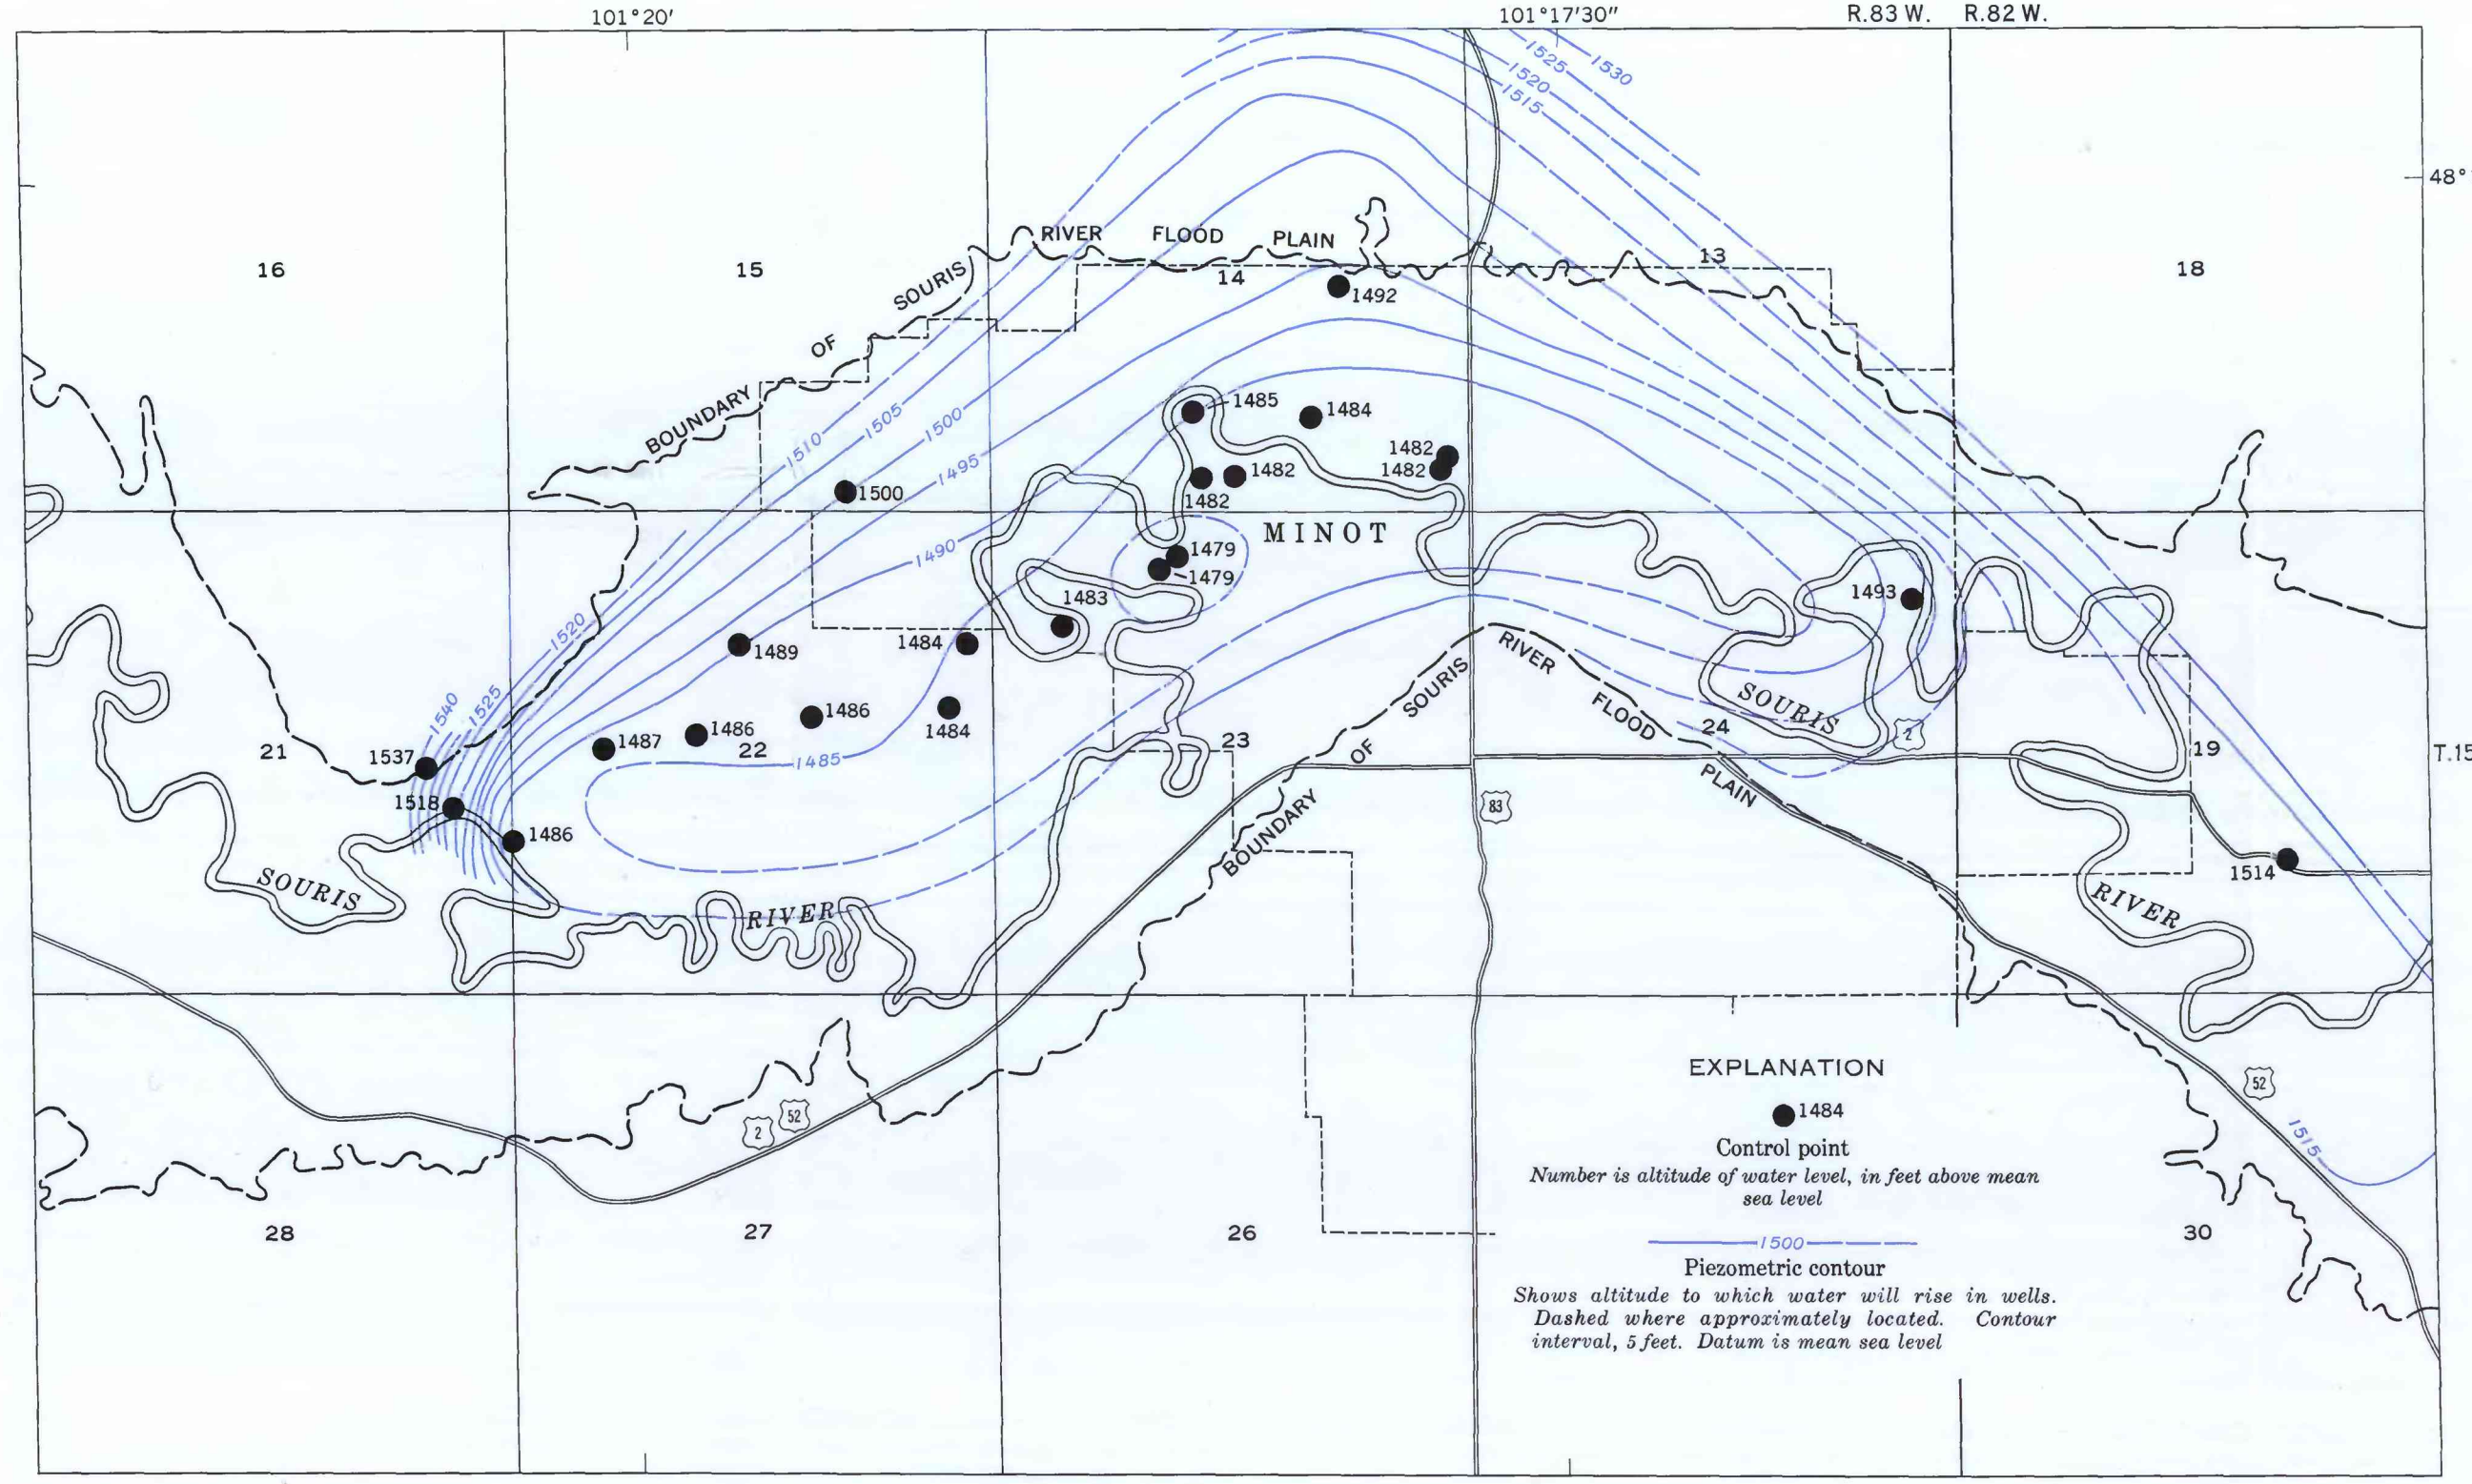 101°20′
101°17′30″
R.83 W.
R.82 W.
1525
1530
1520
1515
48°
RIVER FLOOD PLAIN
13
16
15
14
18
SOURIS
1492
OF
BOUNDARY
1485
1484
1510
1505
1500
1495
1482
1482
1482
1482
1500
MINOT
1490
1479
1479
1483
1493
1520
1489
1484
RIVER
SOURIS
SOURIS
FLOOD
1540
1525
1486
1486
1484
24
2
1487
22
23
OF
19
T.15
21
1537
1485
PLAIN
1518
83
1486
BOUNDARY
1514
SOURIS
RIVER
RIVER
EXPLANATION
52
1484
2
52
Control point
1515
Number is altitude of water level, in feet above mean
sea level
28
27
26
30
1500
Piezometric contour
Shows altitude to which water will rise in wells.
Dashed where approximately located. Contour
interval, 5 feet. Datum is mean sea level